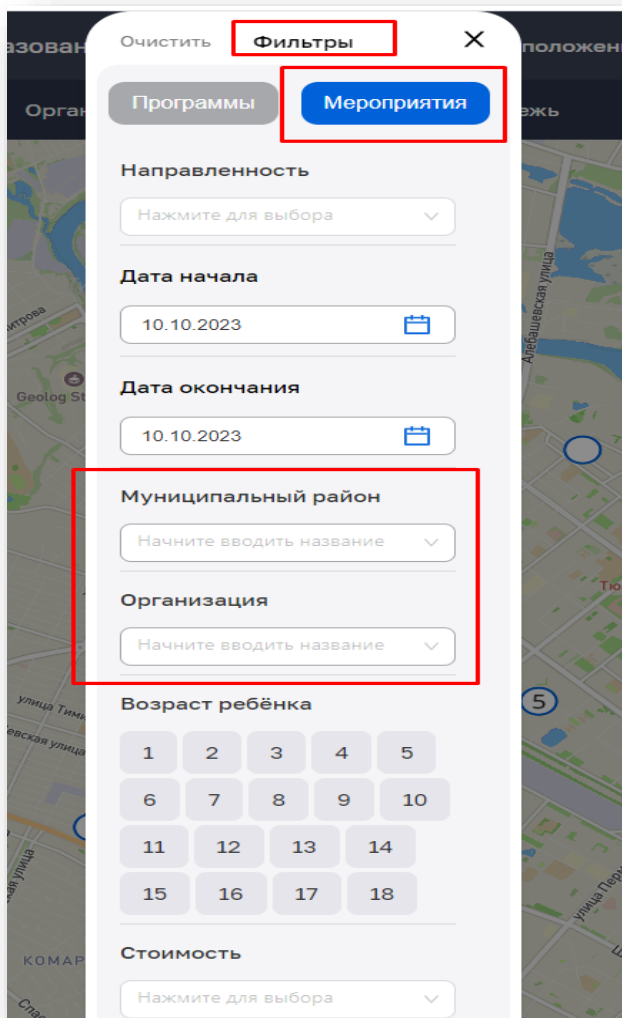 Очистить Фильтры
Программы Мероприятия
Направленность
Нажмите для выбора
Дата начала
10.10.2023
Дата окончания
10.10.2023
Муниципальный район
Начните вводить название
Организация
Начните вводить название
Возраст ребёнка
1 2 3 4 5
6 7 8 9 10
11 12 13 14
15 16 17 18
Стоимость
Нажмите для выбора
Алебашевская улица
Geolog St
улица Тими
5
КОМАР